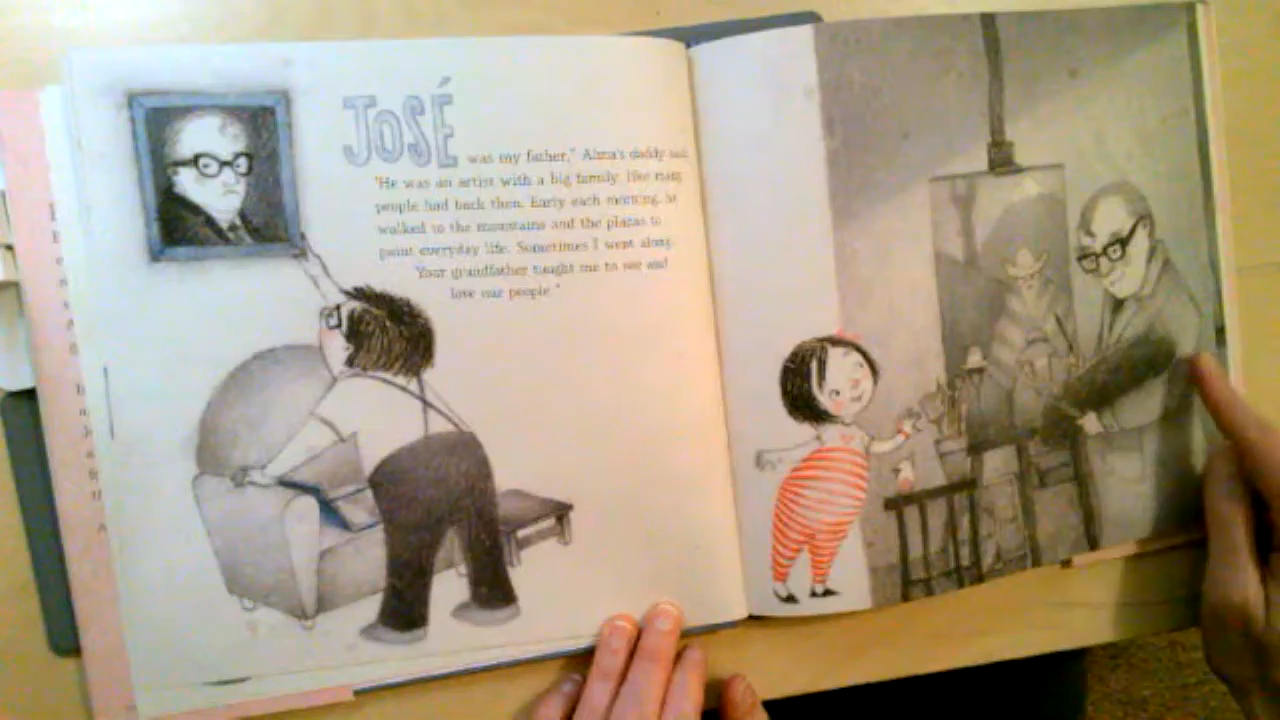 JOSÉ was my father," Alma's daddy said.
"He was an artist with a big family, like many
people had back then. Early each morning, he
walked to the mountains and the plazas to
paint everyday life. Sometimes I went along.
Your grandfather taught me to see and
love our people."